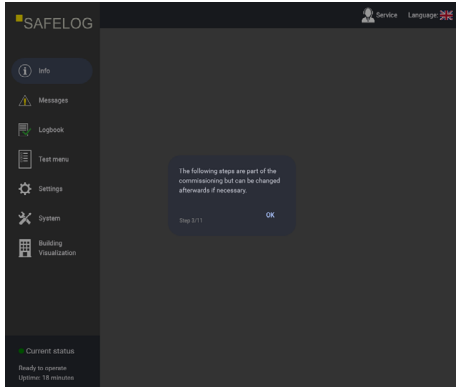 SAFELOG
Service Language:
Info
Messages
Logbook
Test menu
Settings
System
Building
Visualization
The following steps are part of the
commissioning but can be changed
afterwards if necessary.
Step 3/11
OK
Current status
Ready to operate
Uptime: 18 minutes